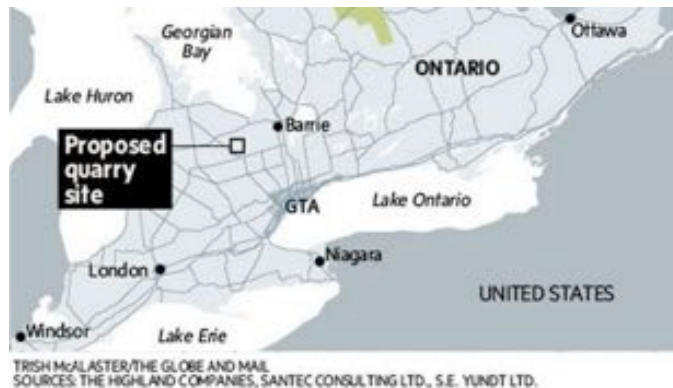 Georgian
Bay
Ottawa
ONTARIO
Lake Huron
Barrie
Proposed
quarry
site
GTA
Lake Ontario
London
Niagara
UNITED STATES
Windsor
Lake Erie
TRISH McALASTER/THE GLOBE AND MAIL
SOURCES: THE HIGHLAND COMPANIES, SANTEC CONSULTING LTD., S.E. YUNDT LTD.